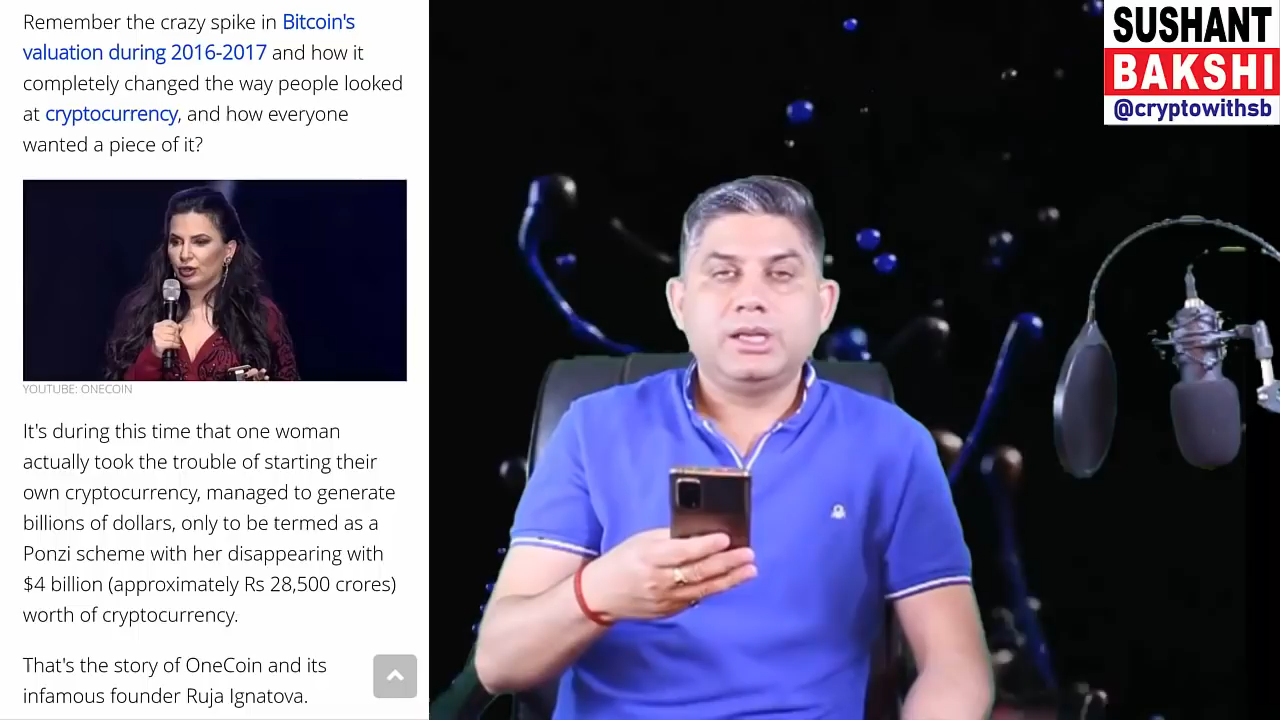 Remember the crazy spike in Bitcoin's
valuation during 2016-2017 and how it
completely changed the way people looked
at cryptocurrency, and how everyone
wanted a piece of it?
YOUTUBE: ONECOIN
It's during this time that one woman
actually took the trouble of starting their
own cryptocurrency, managed to generate
billions of dollars, only to be termed as a
Ponzi scheme with her disappearing with
$4 billion (approximately Rs 28,500 crores)
worth of cryptocurrency.
That's the story of OneCoin and its
infamous founder Ruja Ignatova.
SUSHANT
BAKSHI
@cryptowithsb